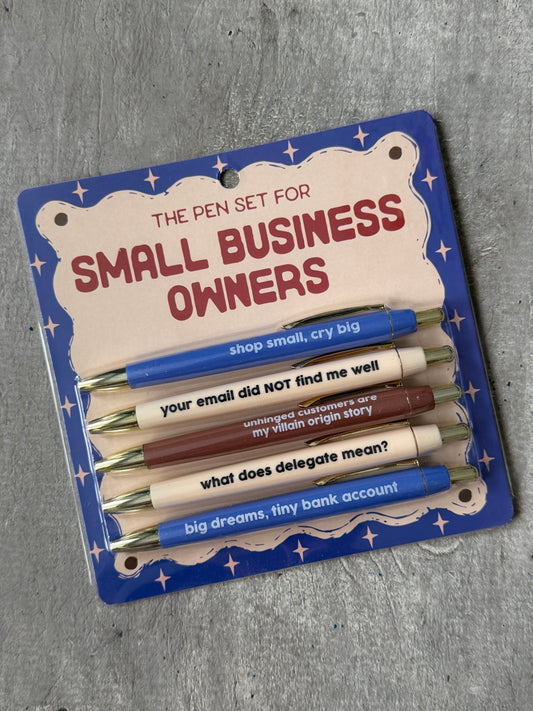 THE PEN SET FOR
SMALL BUSINESS
OWNERS
shop small, cry big
your email did NOT find me well
unhinged customers are
my villain origin story
what does delegate mean?
big dreams, tiny bank account